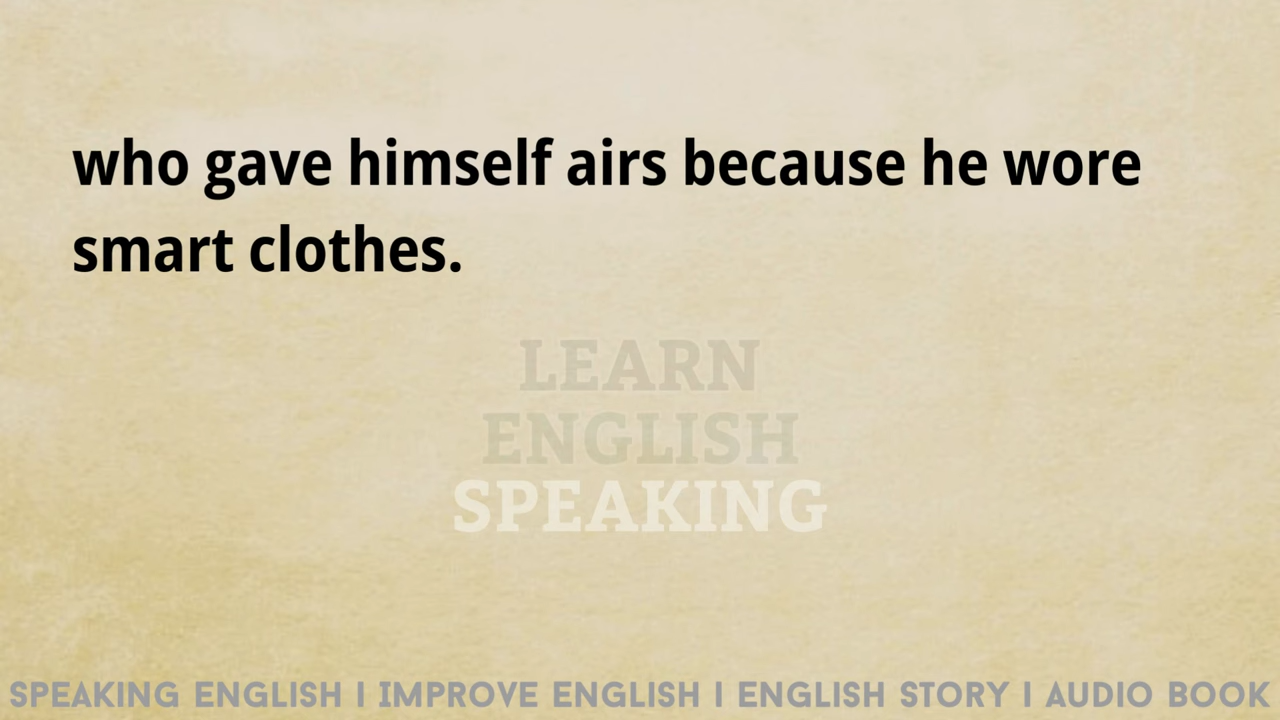 who gave himself airs because he wore
smart clothes.
LEARN
ENGLISH
SPEAKING
SPEAKING ENGLISH I IMPROVE ENGLISH I ENGLISH STORY I AUDIO BOOK